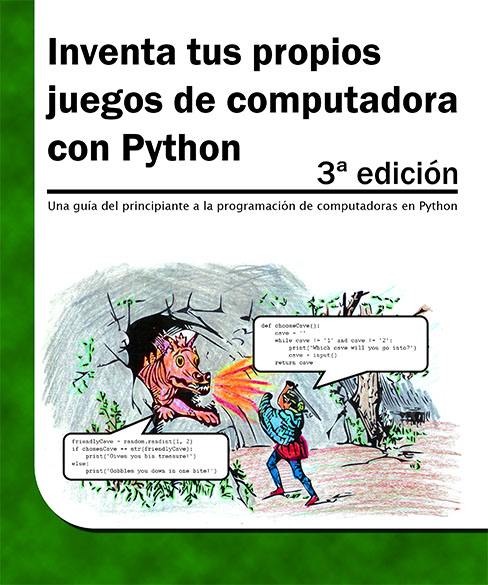 Inventa tus propios
juegos de computadora
con Python
3ª edición
Una guía del principiante a la programación de computadoras en Python
def chooseCave():
    cave = ''
    while cave != '1' and cave != '2':
        print('Which cave will you go into?')
        cave = input()
    return cave
friendlyCave = random.randint(1, 2)
if chosenCave == str(friendlyCave):
    print('Gives you his treasure!')
else:
    print('Gobbles you down in one bite!')